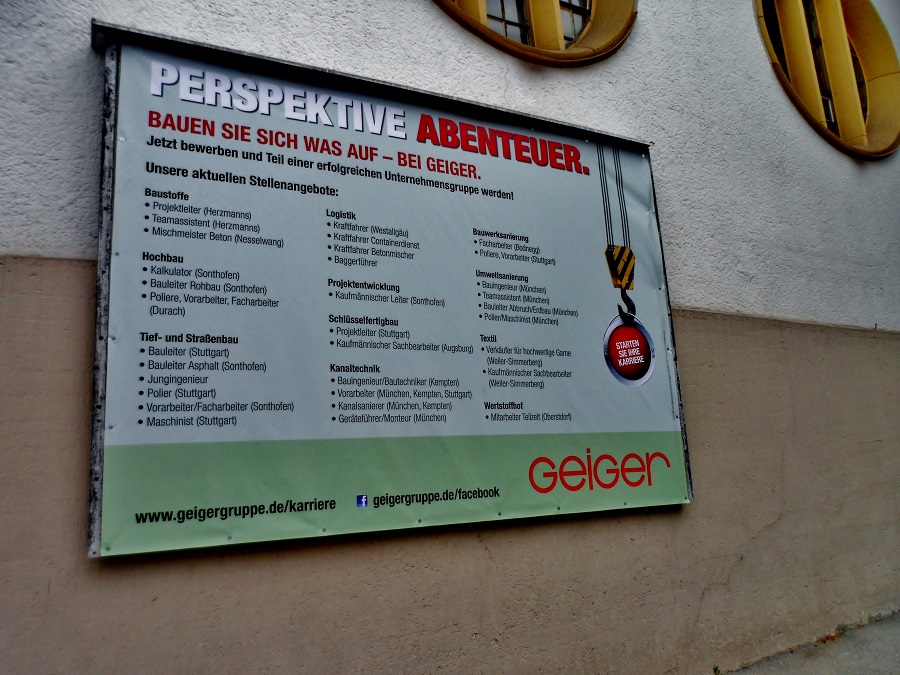 PERSPEKTIVE ABENTEUER.
BAUEN SIE SICH WAS AUF – BEI GEIGER.
Jetzt bewerben und Teil einer erfolgreichen Unternehmensgruppe werden!
Unsere aktuellen Stellenangebote:
Baustoffe
• Projektleiter (Herzmanns)
• Teamassistent (Herzmanns)
• Mischmeister Beton (Nesselwang)
Hochbau
• Kalkulator (Sonthofen)
• Bauleiter Rohbau (Sonthofen)
• Poliere, Vorarbeiter, Facharbeiter
(Durach)
Tief- und Straßenbau
• Bauleiter (Stuttgart)
• Bauleiter Asphalt (Sonthofen)
• Jungingenieur
• Polier (Stuttgart)
• Vorarbeiter/Facharbeiter (Sonthofen)
• Maschinist (Stuttgart)
Logistik
• Kraftfahrer (Westallgäu)
• Kraftfahrer Containerdienst
• Kraftfahrer Betonmischer
• Baggerführer
Projektentwicklung
• Kaufmännischer Leiter (Sonthofen)
Schlüsselfertigbau
• Projektleiter (Stuttgart)
• Kaufmännischer Sachbearbeiter (Augsburg)
Kanaltechnik
• Bauingenieur/Bautechniker (Kempten)
• Vorarbeiter (München, Kempten, Stuttgart)
• Kanalsanierer (München, Kempten)
• Geräteführer/Monteur (München)
Bauwerksanierung
• Facharbeiter (Bodnegg)
• Poliere, Vorarbeiter (Stuttgart)
Umweltsanierung
• Bauingenieur (München)
• Teamassistent (München)
• Bauleiter Abbruch/Erdbau (München)
• Polier/Maschinist (München)
Textil
• Verkäufer für hochwertige Garne
(Weiler-Simmerberg)
• Kaufmännischer Sachbearbeiter
(Weiler-Simmerberg)
Wertstoffhof
• Mitarbeiter Teilzeit (Oberstdorf)
STARTEN
SIE IHRE
KARRIERE
GEIGER
www.geigergruppe.de/karriere
f geigergruppe.de/facebook